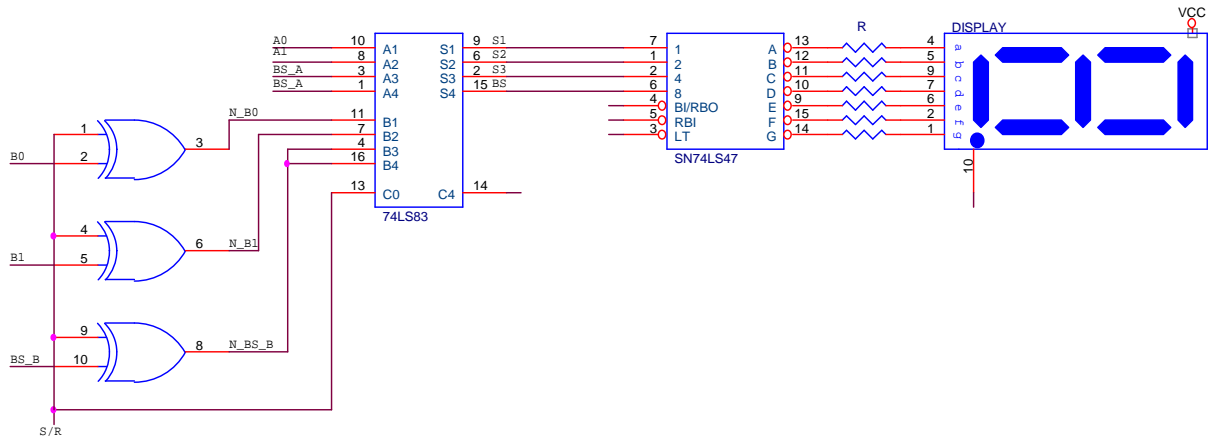 VCC
R
DISPLAY
A0 10 A1 S1 9 S1 7 1 A 13 4 a
A1 8 A2 S2 6 S2 1 2 B 12 5 b
BS_A 3 A3 S3 2 S3 2 4 C 11 9 c
BS_A 1 A4 S4 15 BS 6 8 D 10 7 d
4 BI/RBO E 9 6 e
N_B0 11 B1 5 RBI F 15 2 f
1 7 B2 3 LT G 14 1 g
3 4 B3
B0 2 16 B4 SN74LS47 10
13 C0 C4 14
74LS83
4
6 N_B1
B1 5
9
8 N_BS_B
BS_B 10
S/R